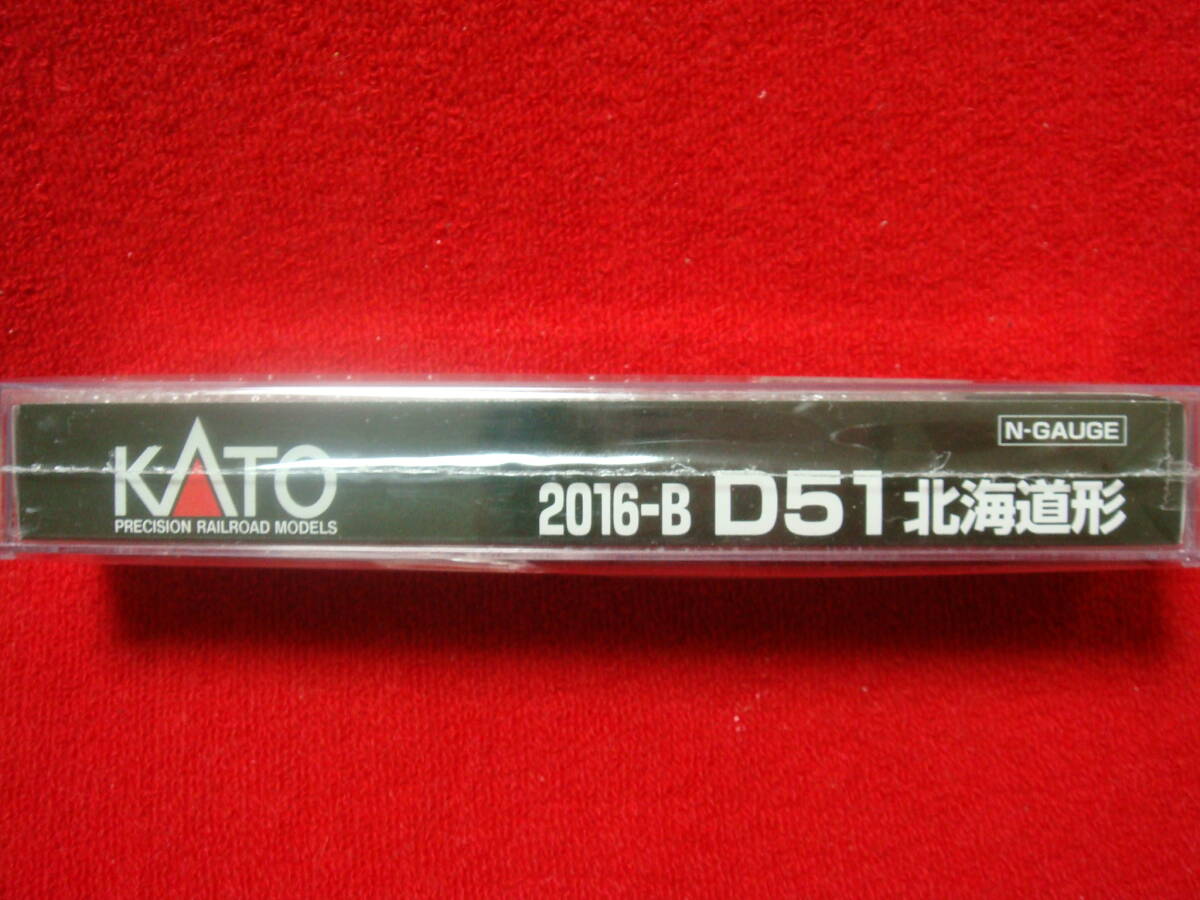 KATO
PRECISION RAILROAD MODELS
N-GAUGE
2016-B D51 北海道形